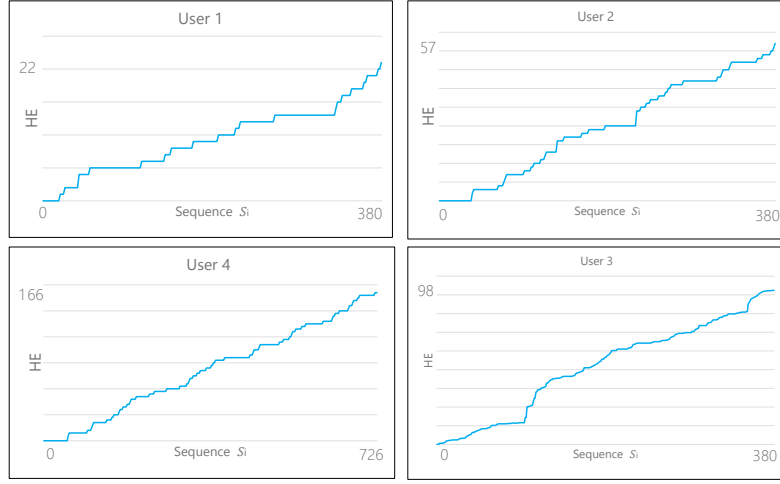 User 1
22
HE
0
Sequence Si
380
User 2
57
HE
0
Sequence Si
380
User 4
166
HE
0
Sequence Si
726
User 3
98
HE
0
Sequence Si
380